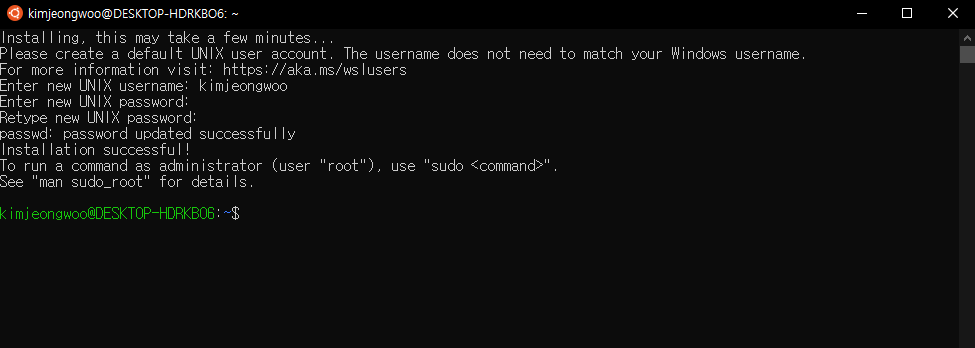 kimjeongwoo@DESKTOP-HDRKBO6: ~
Installing, this may take a few minutes...
Please create a default UNIX user account. The username does not need to match your Windows username.
For more information visit: https://aka.ms/wslusers
Enter new UNIX username: kimjeongwoo
Enter new UNIX password:
Retype new UNIX password:
passwd: password updated successfully
Installation successful!
To run a command as administrator (user "root"), use "sudo <command>".
See "man sudo_root" for details.
kimjeongwoo@DESKTOP-HDRKBO6:~$